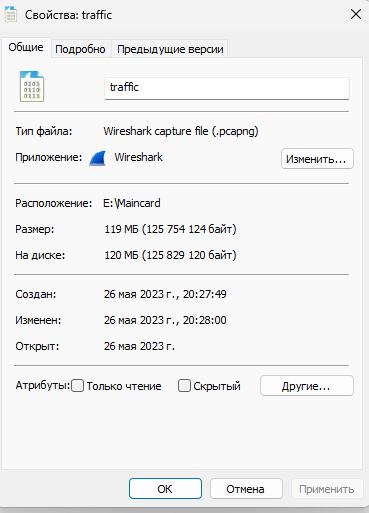 Свойства: traffic
Общие Подробно Предыдущие версии
0101
0110
0111
traffic
Тип файла: Wireshark capture file (.pcapng)
Приложение: Wireshark Изменить...
Расположение: E:\Maincard
Размер: 119 МБ (125 754 124 байт)
На диске: 120 МБ (125 829 120 байт)
Создан: 26 мая 2023 г., 20:27:49
Изменен: 26 мая 2023 г., 20:28:00
Открыт: 26 мая 2023 г.
Атрибуты: Только чтение Скрытый Другие...
ОК Отмена Применить